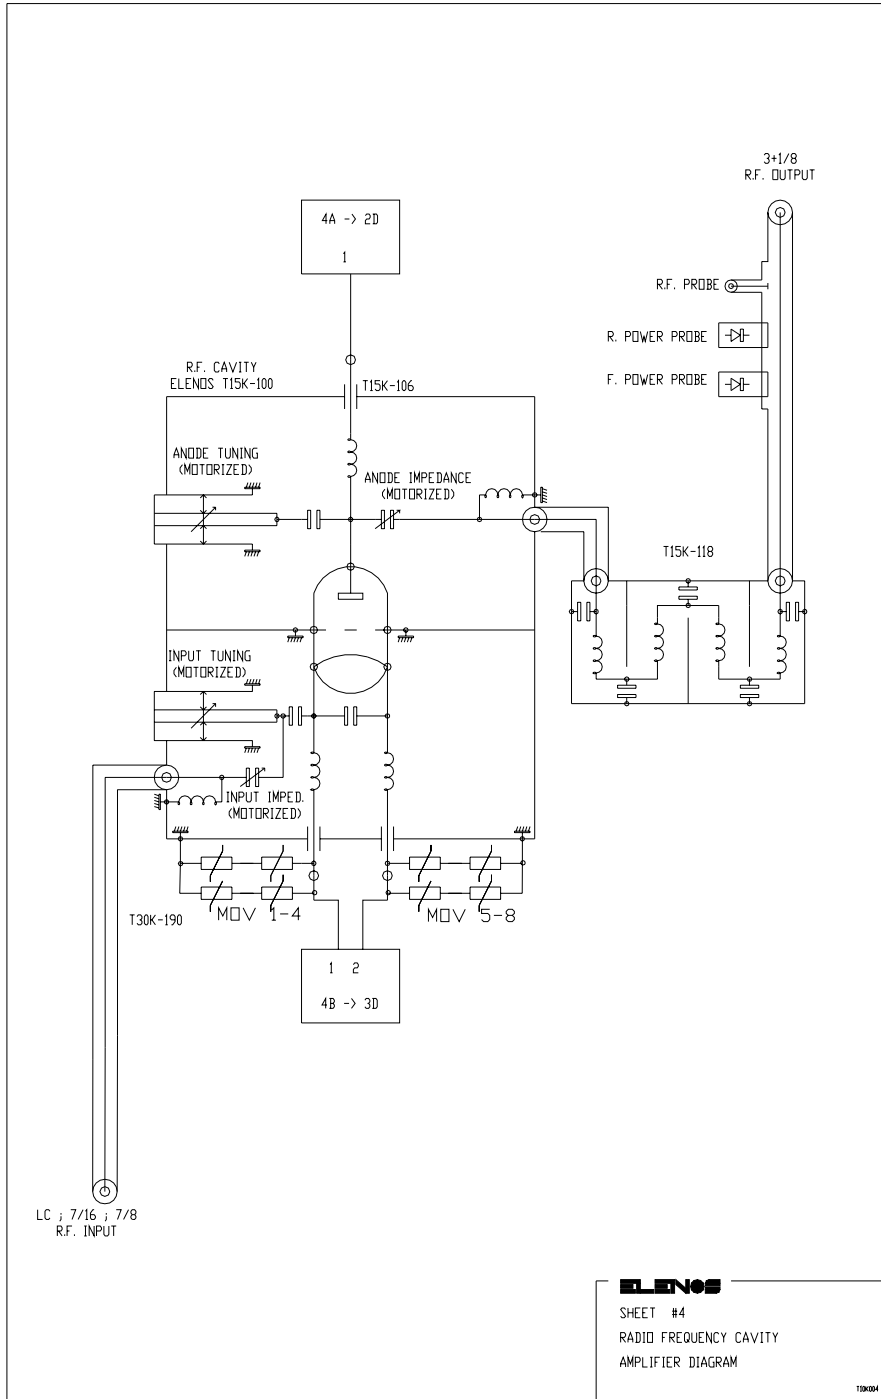 3+1/8
R.F. OUTPUT
4A -> 2D
1
R.F. PROBE
R. POWER PROBE
F. POWER PROBE
R.F. CAVITY
ELENOS T15K-100
T15K-106
ANODE TUNING
(MOTORIZED)
ANODE IMPEDANCE
(MOTORIZED)
T15K-118
INPUT TUNING
(MOTORIZED)
INPUT IMPED.
(MOTORIZED)
T30K-190
MOV 1-4
MOV 5-8
1 2
4B -> 3D
LC ; 7/16 ; 7/8
R.F. INPUT
ELENOS
SHEET #4
RADIO FREQUENCY CAVITY
AMPLIFIER DIAGRAM
T10K004